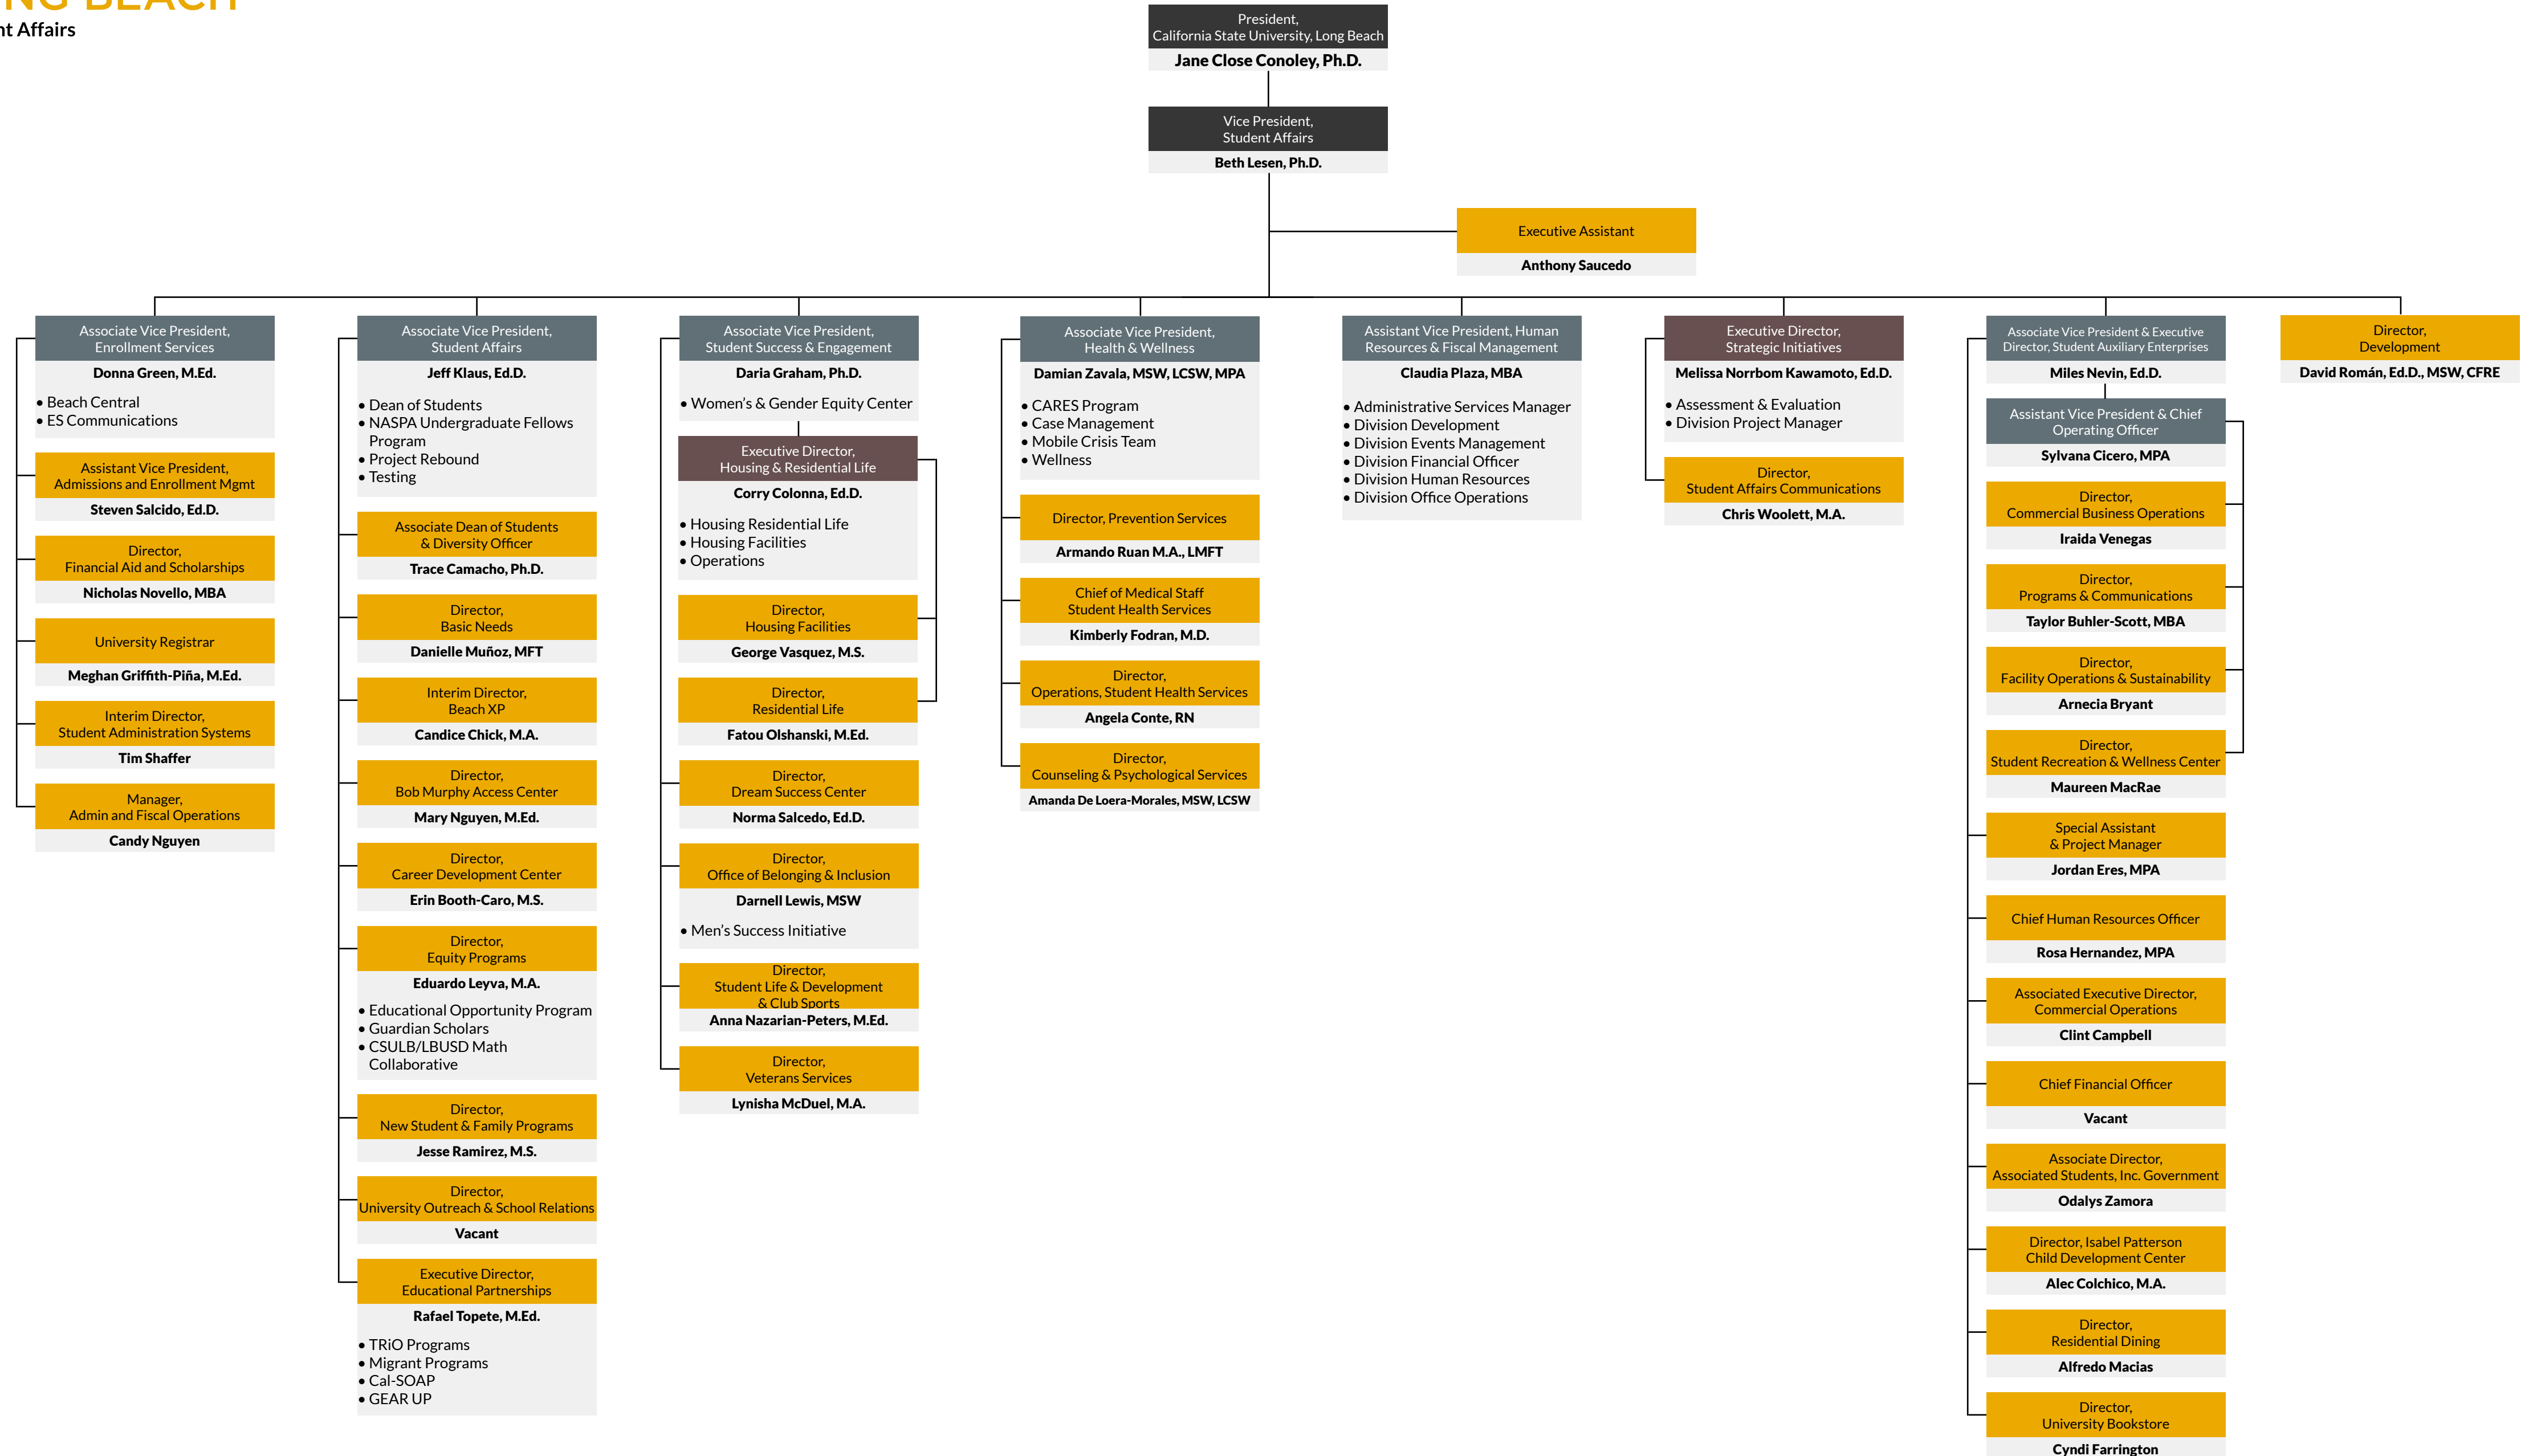 NG BEACH
nt Affairs
President,
California State University, Long Beach
Jane Close Conoley, Ph.D.
Vice President,
Student Affairs
Beth Lesen, Ph.D.
Executive Assistant
Anthony Saucedo
Associate Vice President,
Enrollment Services
Donna Green, M.Ed.
• Beach Central
• ES Communications
Assistant Vice President,
Admissions and Enrollment Mgmt
Steven Salcido, Ed.D.
Director,
Financial Aid and Scholarships
Nicholas Novello, MBA
University Registrar
Meghan Griffith-Piña, M.Ed.
Interim Director,
Student Administration Systems
Tim Shaffer
Manager,
Admin and Fiscal Operations
Candy Nguyen
Associate Vice President,
Student Affairs
Jeff Klaus, Ed.D.
• Dean of Students
• NASPA Undergraduate Fellows
Program
• Project Rebound
• Testing
Associate Dean of Students
& Diversity Officer
Trace Camacho, Ph.D.
Director,
Basic Needs
Danielle Muñoz, MFT
Interim Director,
Beach XP
Candice Chick, M.A.
Director,
Bob Murphy Access Center
Mary Nguyen, M.Ed.
Director,
Career Development Center
Erin Booth-Caro, M.S.
Director,
Equity Programs
Eduardo Leyva, M.A.
• Educational Opportunity Program
• Guardian Scholars
• CSULB/LBUSD Math
Collaborative
Director,
New Student & Family Programs
Jesse Ramirez, M.S.
Director,
University Outreach & School Relations
Vacant
Executive Director,
Educational Partnerships
Rafael Topete, M.Ed.
• TRiO Programs
• Migrant Programs
• Cal-SOAP
• GEAR UP
Associate Vice President,
Student Success & Engagement
Daria Graham, Ph.D.
• Women’s & Gender Equity Center
Executive Director,
Housing & Residential Life
Corry Colonna, Ed.D.
• Housing Residential Life
• Housing Facilities
• Operations
Director,
Housing Facilities
George Vasquez, M.S.
Director,
Residential Life
Fatou Olshanski, M.Ed.
Director,
Dream Success Center
Norma Salcedo, Ed.D.
Director,
Office of Belonging & Inclusion
Darnell Lewis, MSW
• Men’s Success Initiative
Director,
Student Life & Development
& Club Sports
Anna Nazarian-Peters, M.Ed.
Director,
Veterans Services
Lynisha McDuel, M.A.
Associate Vice President,
Health & Wellness
Damian Zavala, MSW, LCSW, MPA
• CARES Program
• Case Management
• Mobile Crisis Team
• Wellness
Director, Prevention Services
Armando Ruan M.A., LMFT
Chief of Medical Staff
Student Health Services
Kimberly Fodran, M.D.
Director,
Operations, Student Health Services
Angela Conte, RN
Director,
Counseling & Psychological Services
Amanda De Loera-Morales, MSW, LCSW
Assistant Vice President, Human
Resources & Fiscal Management
Claudia Plaza, MBA
• Administrative Services Manager
• Division Development
• Division Events Management
• Division Financial Officer
• Division Human Resources
• Division Office Operations
Executive Director,
Strategic Initiatives
Melissa Norrbom Kawamoto, Ed.D.
• Assessment & Evaluation
• Division Project Manager
Director,
Student Affairs Communications
Chris Woolett, M.A.
Associate Vice President & Executive
Director, Student Auxiliary Enterprises
Miles Nevin, Ed.D.
Assistant Vice President & Chief
Operating Officer
Sylvana Cicero, MPA
Director,
Commercial Business Operations
Iraida Venegas
Director,
Programs & Communications
Taylor Buhler-Scott, MBA
Director,
Facility Operations & Sustainability
Arnecia Bryant
Director,
Student Recreation & Wellness Center
Maureen MacRae
Special Assistant
& Project Manager
Jordan Eres, MPA
Chief Human Resources Officer
Rosa Hernandez, MPA
Associated Executive Director,
Commercial Operations
Clint Campbell
Chief Financial Officer
Vacant
Associate Director,
Associated Students, Inc. Government
Odalys Zamora
Director, Isabel Patterson
Child Development Center
Alec Colchico, M.A.
Director,
Residential Dining
Alfredo Macias
Director,
University Bookstore
Cyndi Farrington
Director,
Development
David Román, Ed.D., MSW, CFRE